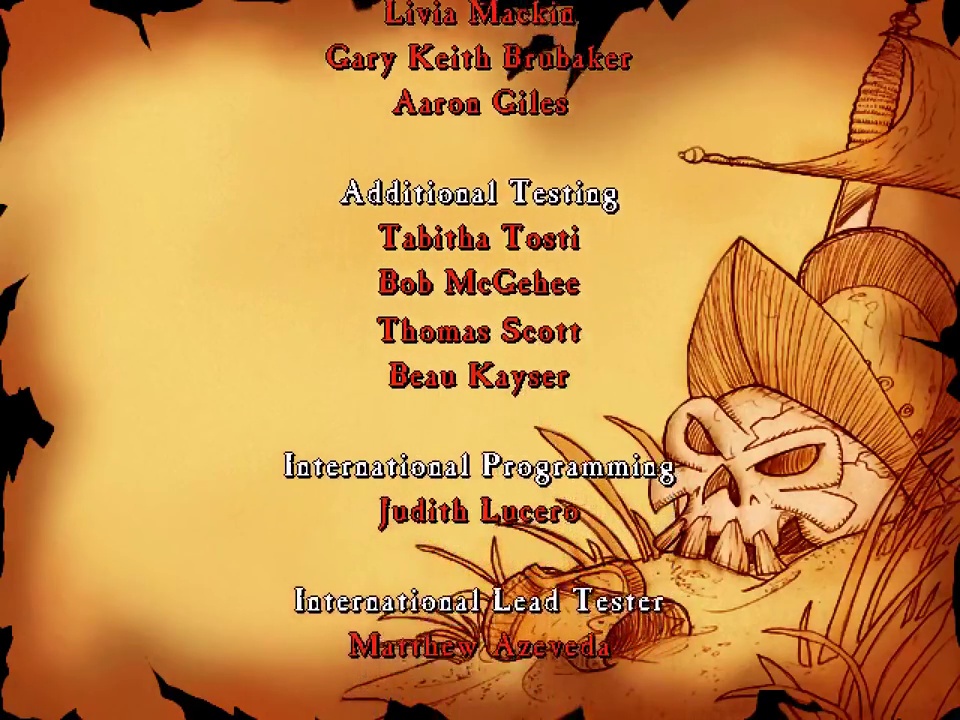 Livia Mackin
Gary Keith Brubaker
Aaron Giles
Additional Testing
Tabitha Tosti
Bob McGehee
Thomas Scott
Beau Kayser
International Programming
Judith Lucero
International Lead Tester
Matthew Azeveda